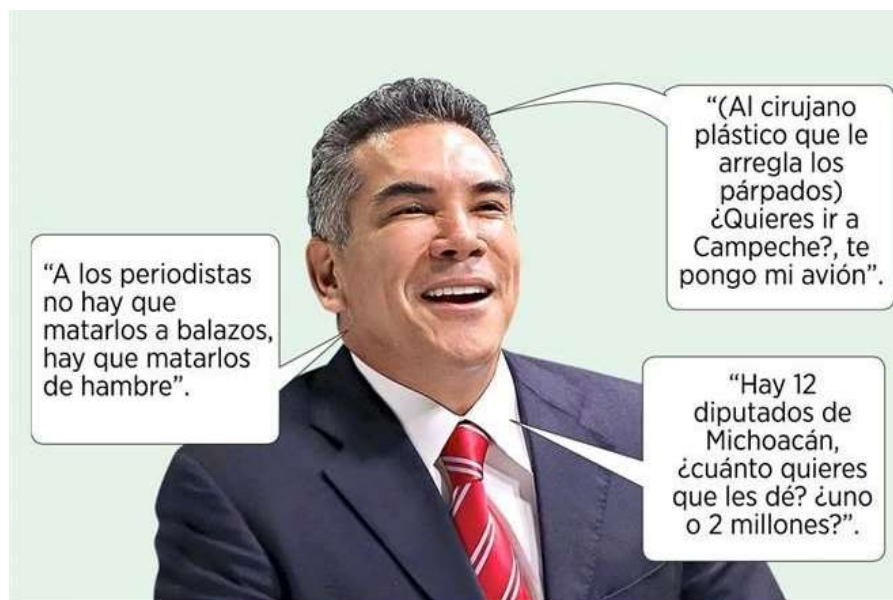 “(Al cirujano
plástico que le
arregla los
párpados)
¿Quieres ir a
Campeche?, te
pongo mi avión”.
“A los periodistas
no hay que
matarlos a balazos,
hay que matarlos
de hambre”.
“Hay 12
diputados de
Michoacán,
¿cuánto quieres
que les dé? ¿uno
o 2 millones?”.